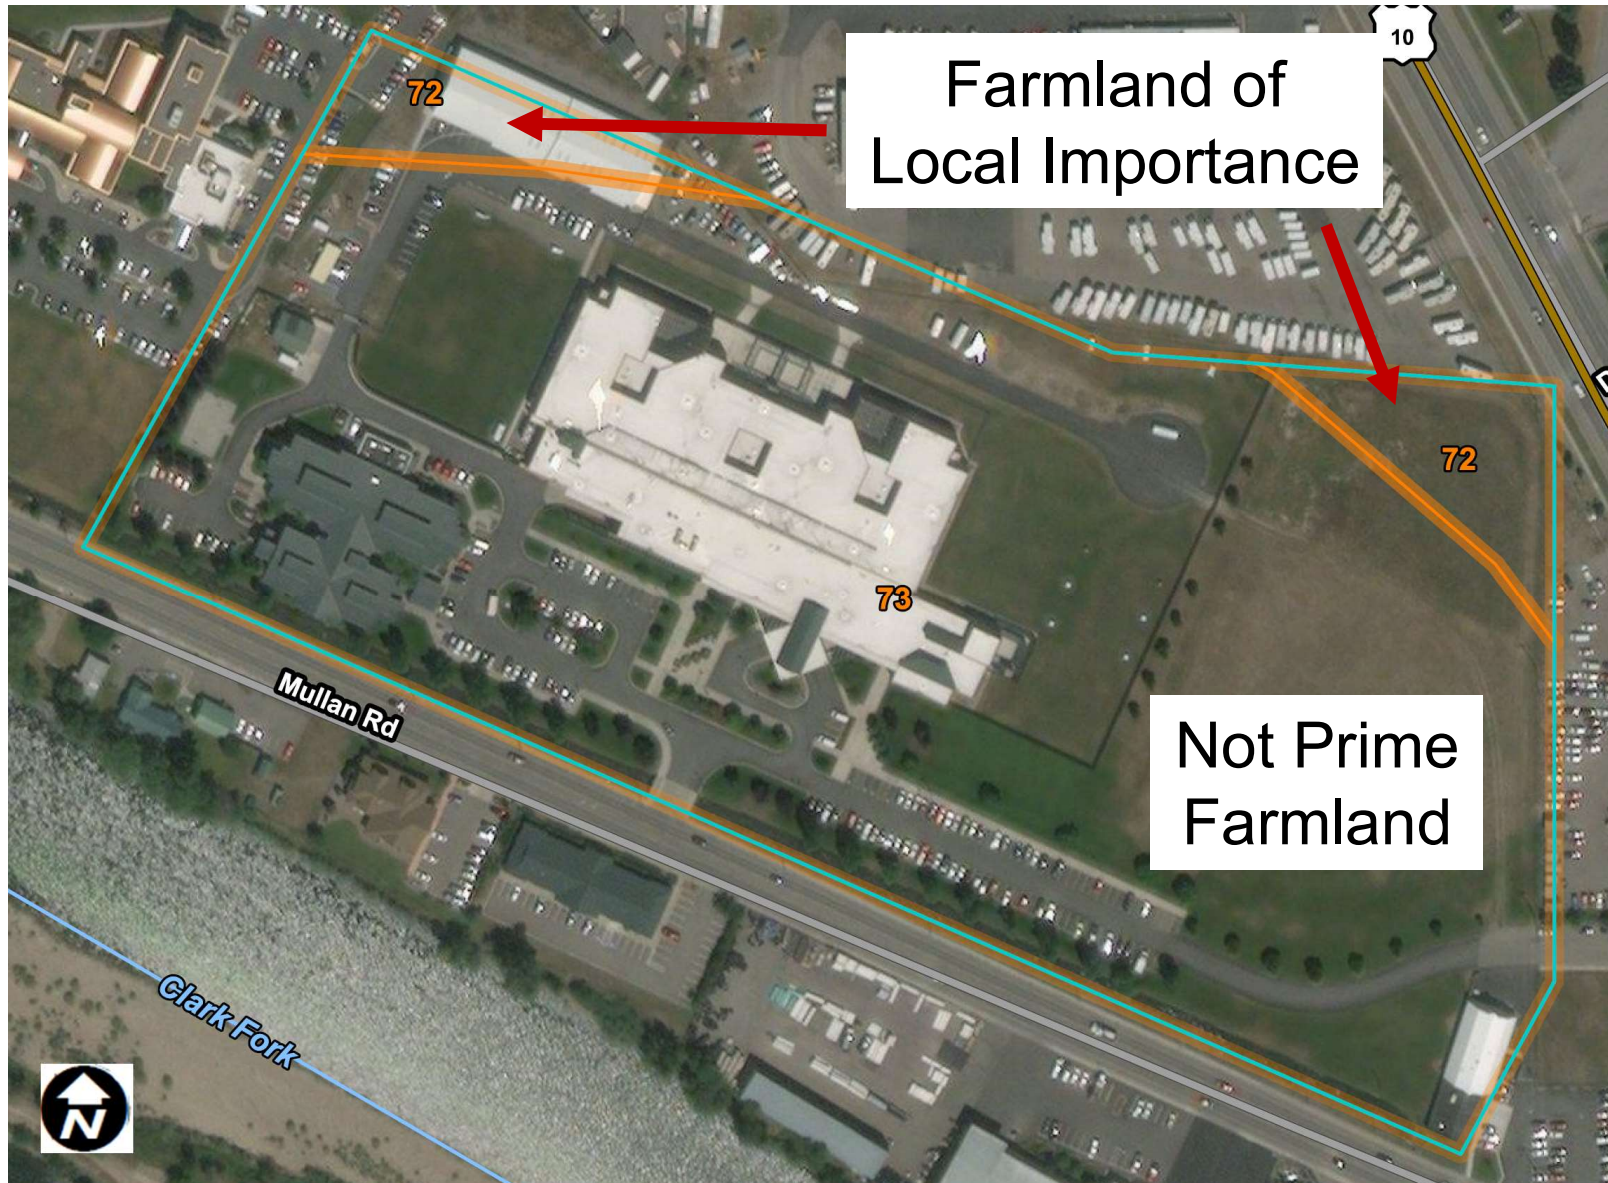 10
Farmland of
Local Importance
72
72
73
Not Prime
Farmland
Mullan Rd
Clark Fork
N